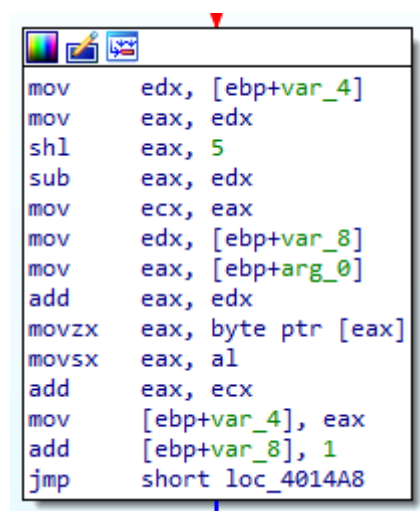 mov edx, [ebp+var_4]
mov eax, edx
shl eax, 5
sub eax, edx
mov ecx, eax
mov edx, [ebp+var_8]
mov eax, [ebp+arg_0]
add eax, edx
movzx eax, byte ptr [eax]
movsx eax, al
add eax, ecx
mov [ebp+var_4], eax
add [ebp+var_8], 1
jmp short loc_4014A8